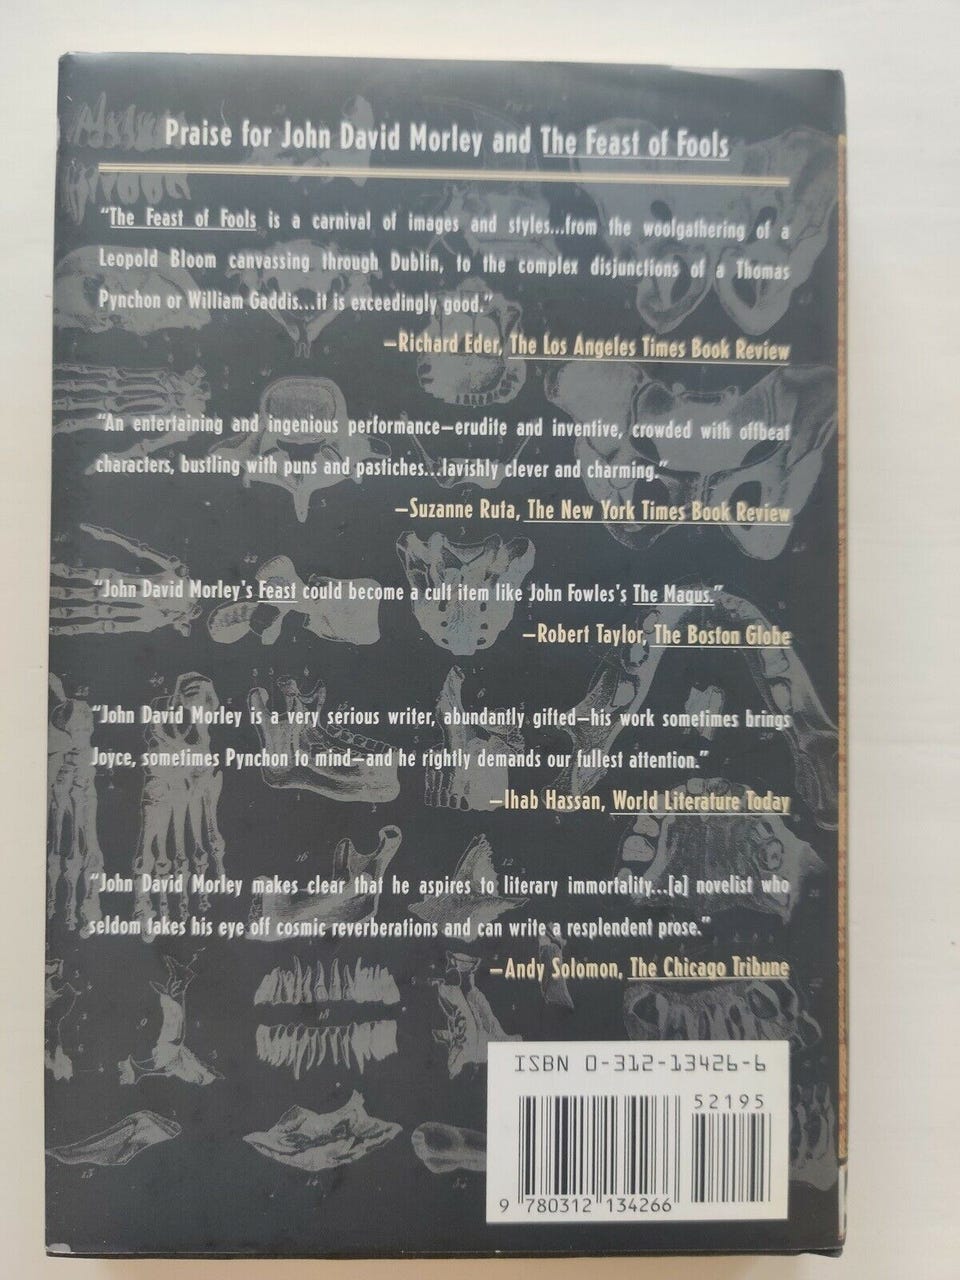 Praise for John David Morley and The Feast of Fools
“The Feast of Fools is a carnival of images and styles...from the woolgathering of a
Leopold Bloom canvassing through Dublin, to the complex disjunctions of a Thomas
Pynchon or William Gaddis...it is exceedingly good.”
—Richard Eder, The Los Angeles Times Book Review
“An entertaining and ingenious performance—erudite and inventive, crowded with offbeat
characters, bustling with puns and pastiches...lavishly clever and charming.”
—Suzanne Ruta, The New York Times Book Review
“John David Morley's Feast could become a cult item like John Fowles's The Magus.”
—Robert Taylor, The Boston Globe
“John David Morley is a very serious writer, abundantly gifted—his work sometimes brings
Joyce, sometimes Pynchon to mind—and he rightly demands our fullest attention.”
—Ihab Hassan, World Literature Today
“John David Morley makes clear that he aspires to literary immortality...[a] novelist who
seldom takes his eye off cosmic reverberations and can write a resplendent prose.”
—Andy Solomon, The Chicago Tribune
ISBN 0-312-13426-6
52195
9 780312 134266